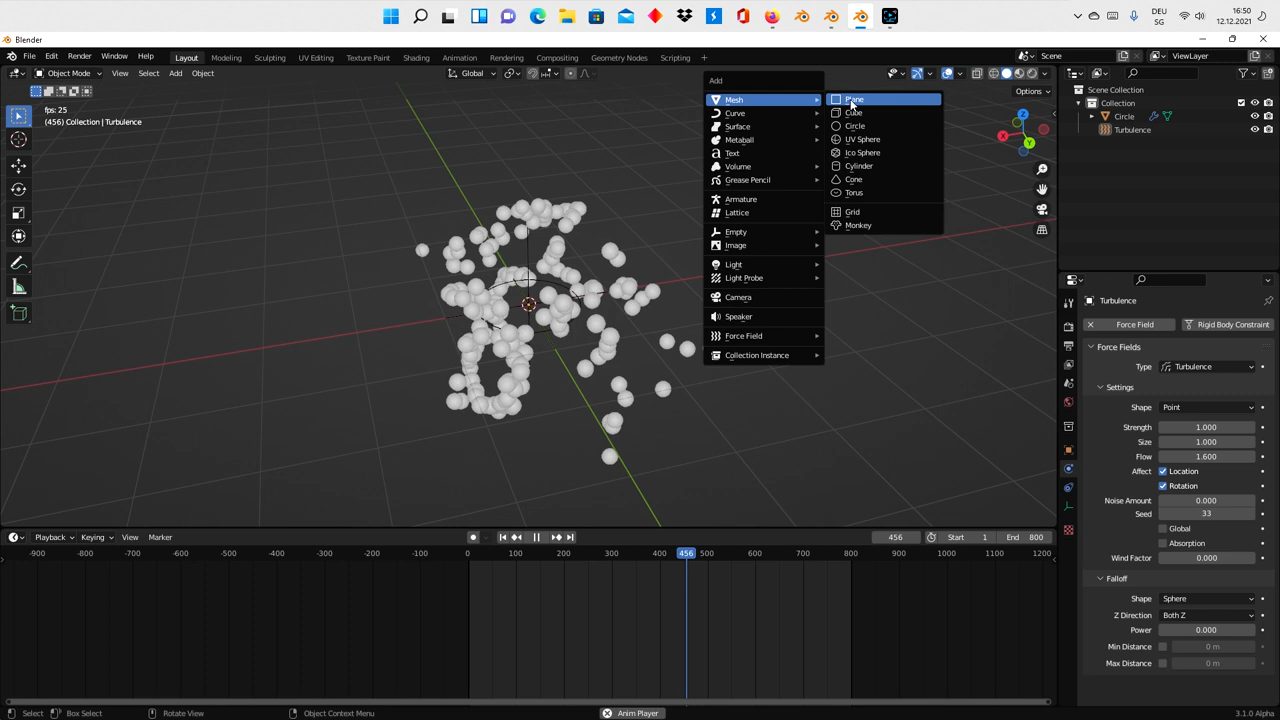 DEU
SG
16:50
12.12.2021
Blender
File Edit Render Window Help Layout Modeling Sculpting UV Editing Texture Paint Shading Animation Rendering Compositing Geometry Nodes Scripting Scene ViewLayer
Object Mode View Select Add Object Global
Options
fps: 25
(456) Collection | Turbulence
Add
Mesh
Curve
Surface
Metaball
Text
Volume
Grease Pencil
Armature
Lattice
Empty
Image
Light
Light Probe
Camera
Speaker
Force Field
Collection Instance
Plane
Cube
Circle
UV Sphere
Ico Sphere
Cylinder
Cone
Torus
Grid
Monkey
Z
X
Scene Collection
Collection
Circle
Turbulence
Turbulence
Force Field Rigid Body Constraint
Force Fields
Type Turbulence
Settings
Shape Point
Strength 1.000
Size 1.000
Flow 1.600
Affect Location
Rotation
Noise Amount 0.000
Seed 33
Global
Absorption
Wind Factor 0.000
Falloff
Shape Sphere
Z Direction Both Z
Power 0.000
Min Distance 0 m
Max Distance 0 m
Playback Keying View Marker 456 Start 1 End 800
-900 -800 -700 -600 -500 -400 -300 -200 -100 0 100 200 300 400 456 500 600 700 800 900 1000 1100 1200
Select Box Select Rotate View Object Context Menu Anim Player 3.1.0 Alpha